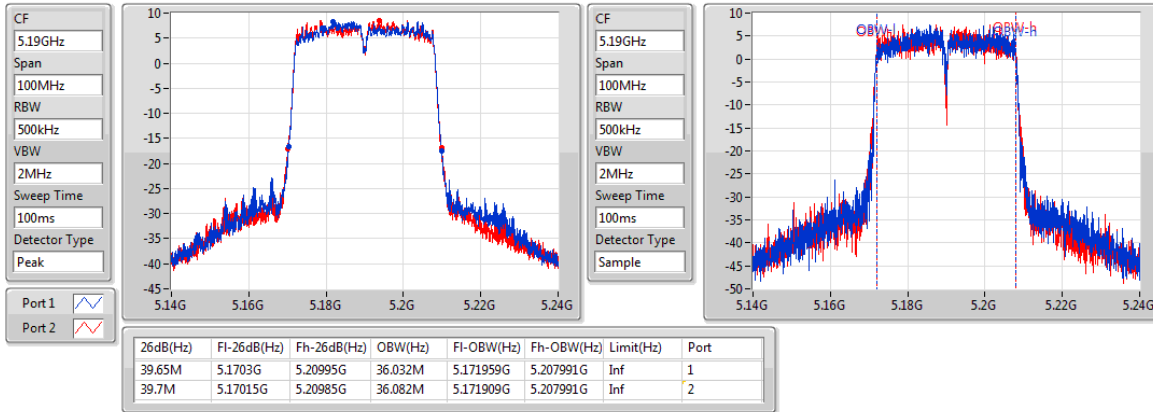 CF
5.19GHz
Span
100MHz
RBW
500kHz
VBW
2MHz
Sweep Time
100ms
Detector Type
Peak
10
5
0
-5
-10
-15
-20
-25
-30
-35
-40
-45
5.14G 5.16G 5.18G 5.2G 5.22G 5.24G
CF
5.19GHz
Span
100MHz
RBW
500kHz
VBW
2MHz
Sweep Time
100ms
Detector Type
Sample
10
5
0
-5
-10
-15
-20
-25
-30
-35
-40
-45
-50
OBW-l OBW-h
5.14G 5.16G 5.18G 5.2G 5.22G 5.24G
Port 1
Port 2
26dB(Hz) Fl-26dB(Hz) Fh-26dB(Hz) OBW(Hz) Fl-OBW(Hz) Fh-OBW(Hz) Limit(Hz) Port
39.65M 5.1703G 5.20995G 36.032M 5.171959G 5.207991G Inf 1
39.7M 5.17015G 5.20985G 36.082M 5.171909G 5.207991G Inf 2